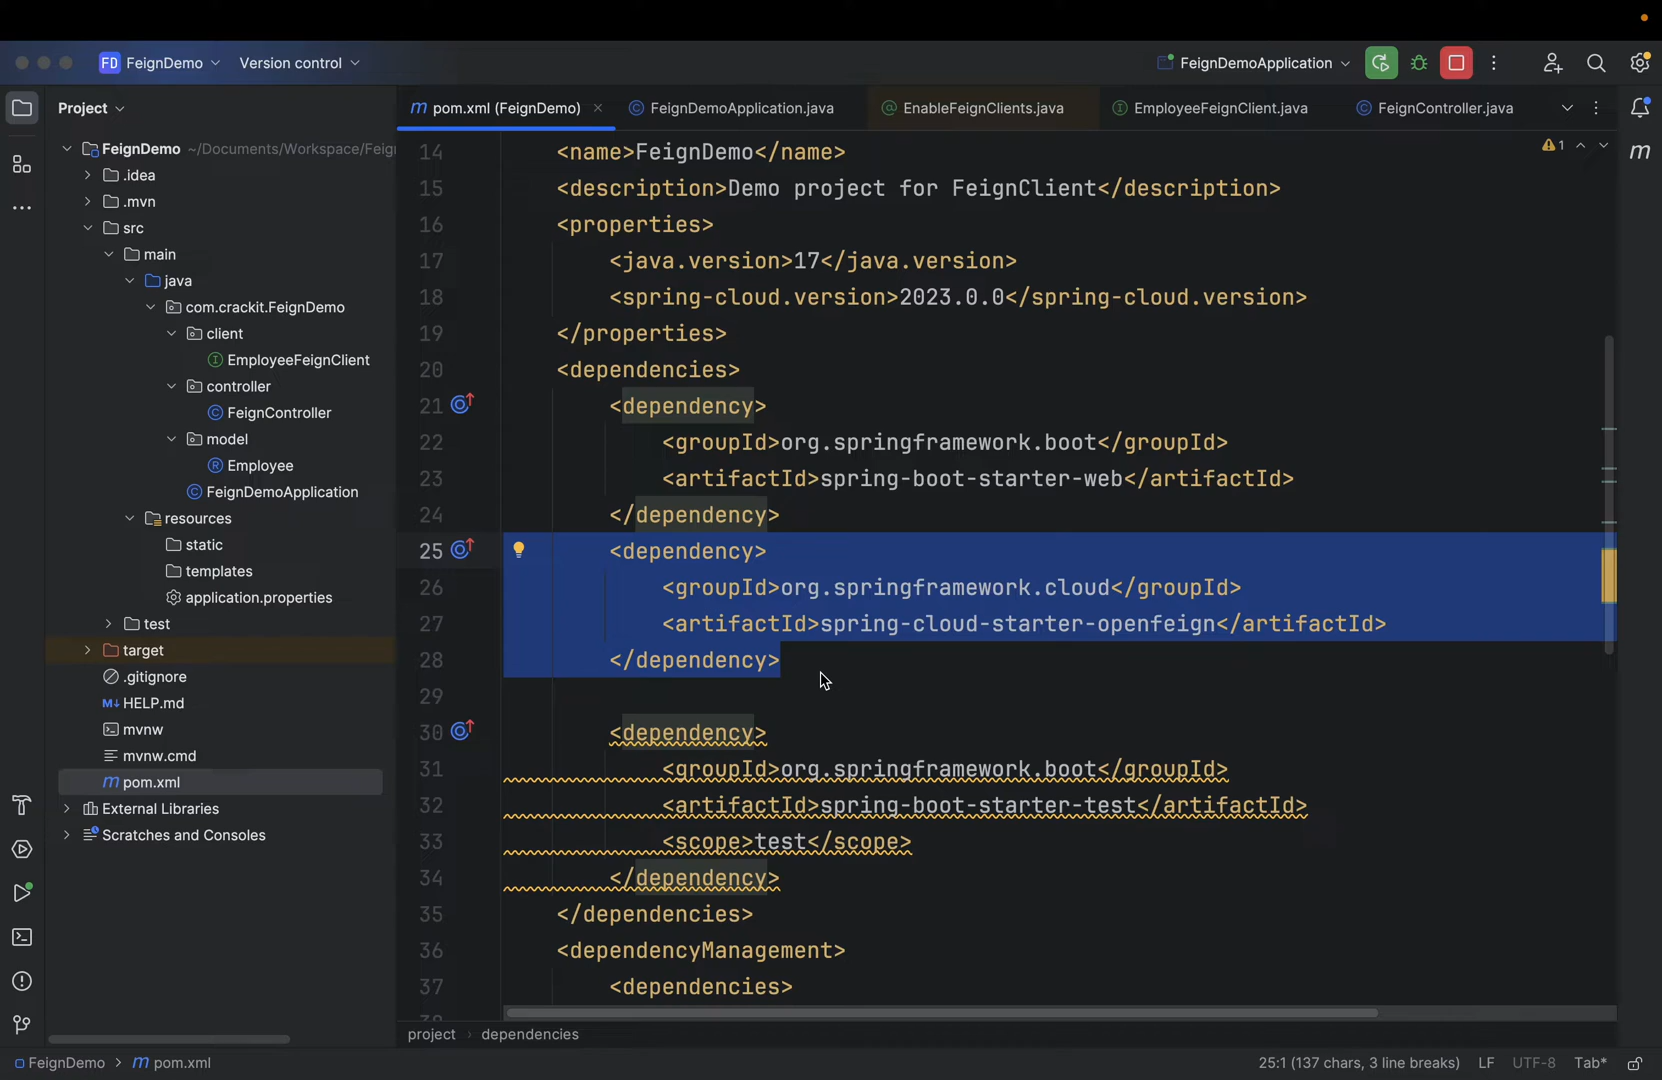 FD FeignDemo Version control FeignDemoApplication
Project
pom.xml (FeignDemo) FeignDemoApplication.java EnableFeignClients.java EmployeeFeignClient.java FeignController.java
FeignDemo ~/Documents/Workspace/Feig
.idea
.mvn
src
main
java
com.crackit.FeignDemo
client
EmployeeFeignClient
controller
FeignController
model
Employee
FeignDemoApplication
resources
static
templates
application.properties
test
target
.gitignore
HELP.md
mvnw
mvnw.cmd
pom.xml
External Libraries
Scratches and Consoles
14 <name>FeignDemo</name>
15 <description>Demo project for FeignClient</description>
16 <properties>
17 <java.version>17</java.version>
18 <spring-cloud.version>2023.0.0</spring-cloud.version>
19 </properties>
20 <dependencies>
21 <dependency>
22 <groupId>org.springframework.boot</groupId>
23 <artifactId>spring-boot-starter-web</artifactId>
24 </dependency>
25 <dependency>
26 <groupId>org.springframework.cloud</groupId>
27 <artifactId>spring-cloud-starter-openfeign</artifactId>
28 </dependency>
29
30 <dependency>
31 <groupId>org.springframework.boot</groupId>
32 <artifactId>spring-boot-starter-test</artifactId>
33 <scope>test</scope>
34 </dependency>
35 </dependencies>
36 <dependencyManagement>
37 <dependencies>
1
project dependencies
FeignDemo pom.xml 25:1 (137 chars, 3 line breaks) LF UTF-8 Tab*